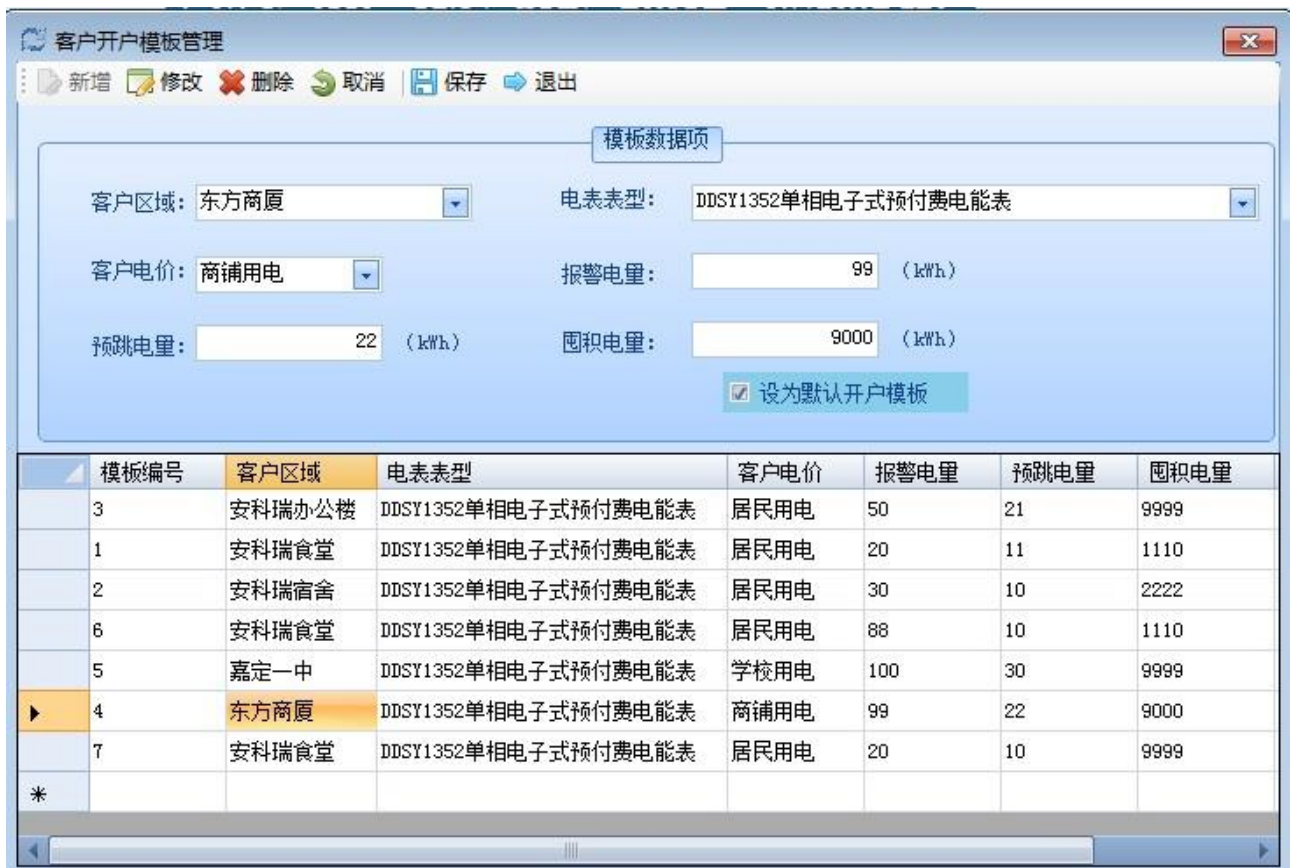 客户开户模板管理
新增 修改 删除 取消 保存 退出
模板数据项
客户区域: 东方商厦 电表表型: DDSY1352单相电子式预付费电能表
客户电价: 商铺用电 报警电量: 99 (kWh)
预跳电量: 22 (kWh) 囤积电量: 9000 (kWh)
设为默认开户模板
模板编号 客户区域 电表表型 客户电价 报警电量 预跳电量 囤积电量
3 安科瑞办公楼 DDSY1352单相电子式预付费电能表 居民用电 50 21 9999
1 安科瑞食堂 DDSY1352单相电子式预付费电能表 居民用电 20 11 1110
2 安科瑞宿舍 DDSY1352单相电子式预付费电能表 居民用电 30 10 2222
6 安科瑞食堂 DDSY1352单相电子式预付费电能表 居民用电 88 10 1110
5 嘉定一中 DDSY1352单相电子式预付费电能表 学校用电 100 30 9999
4 东方商厦 DDSY1352单相电子式预付费电能表 商铺用电 99 22 9000
7 安科瑞食堂 DDSY1352单相电子式预付费电能表 居民用电 20 10 9999